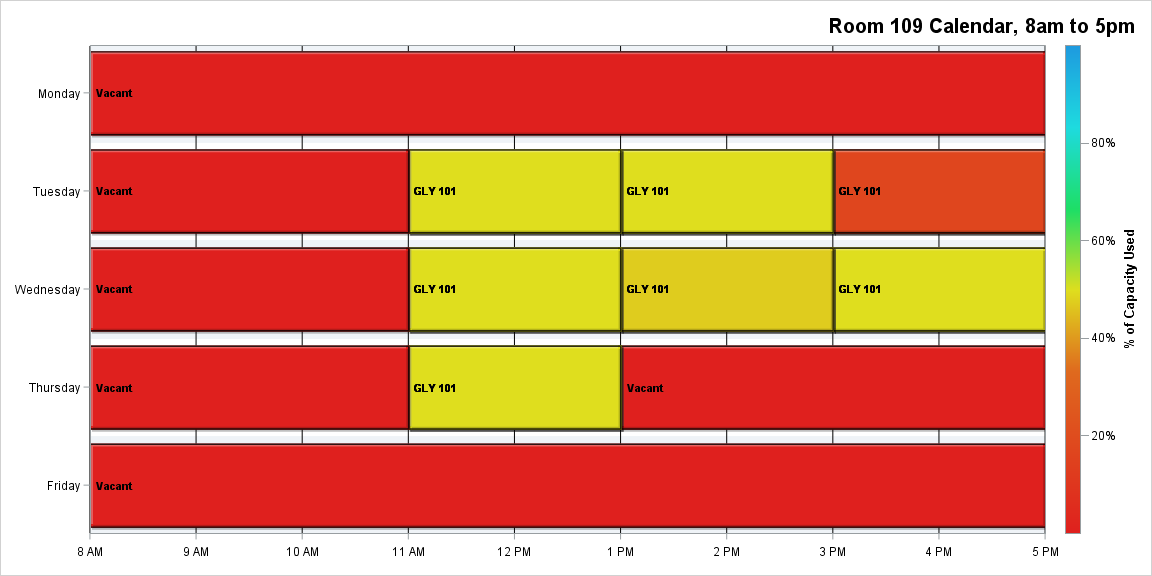 Room 109 Calendar, 8am to 5pm
Monday
Vacant
Tuesday
Vacant
GLY 101
GLY 101
GLY 101
Wednesday
Vacant
GLY 101
GLY 101
GLY 101
Thursday
Vacant
GLY 101
Vacant
Friday
Vacant
8 AM
9 AM
10 AM
11 AM
12 PM
1 PM
2 PM
3 PM
4 PM
5 PM
80%
60%
40%
20%
% of Capacity Used